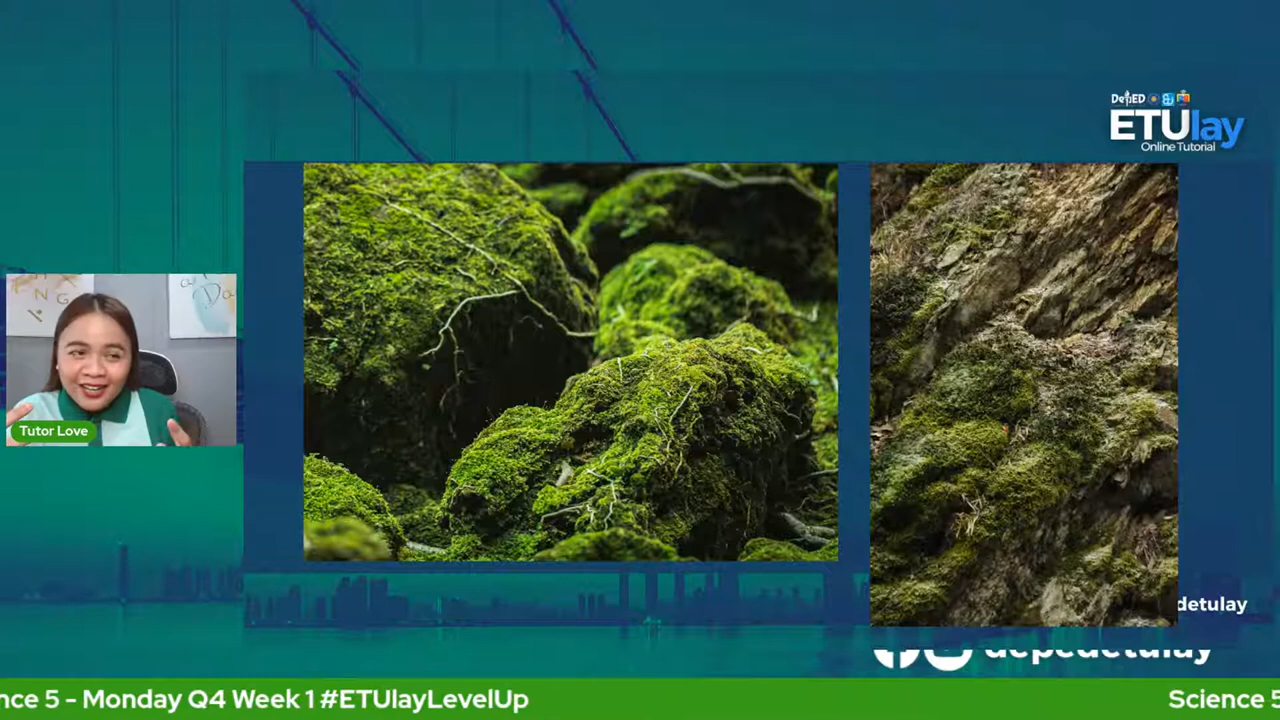 DepED
ETUlay
Online Tutorial
Tutor Love
detulay
depedetulay
nce 5 - Monday Q4 Week 1 #ETUlayLevelUp
Science 5